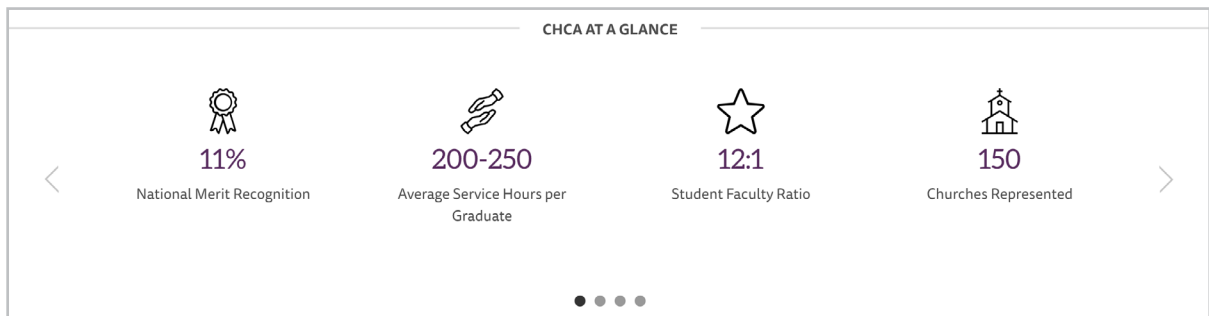 CHCA AT A GLANCE
11%
National Merit Recognition
200-250
Average Service Hours per
Graduate
12:1
Student Faculty Ratio
150
Churches Represented